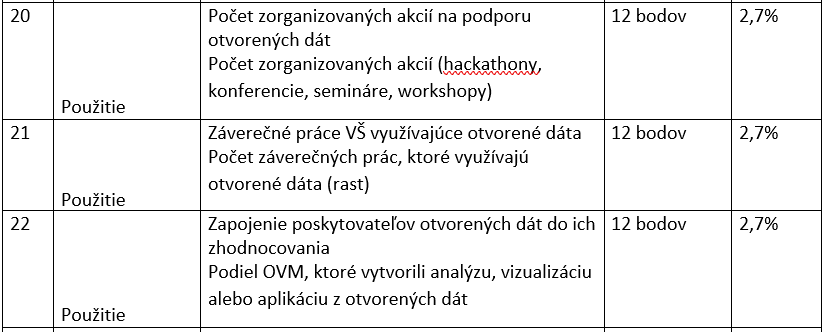 20
Použitie
Počet zorganizovaných akcií na podporu
otvorených dát
Počet zorganizovaných akcií (hackathony,
konferencie, semináre, workshopy)
12 bodov
2,7%
21
Použitie
Záverečné práce VŠ využívajúce otvorené dáta
Počet záverečných prác, ktoré využívajú
otvorené dáta (rast)
12 bodov
2,7%
22
Použitie
Zapojenie poskytovateľov otvorených dát do ich
zhodnocovania
Podiel OVM, ktoré vytvorili analýzu, vizualizáciu
alebo aplikáciu z otvorených dát
12 bodov
2,7%